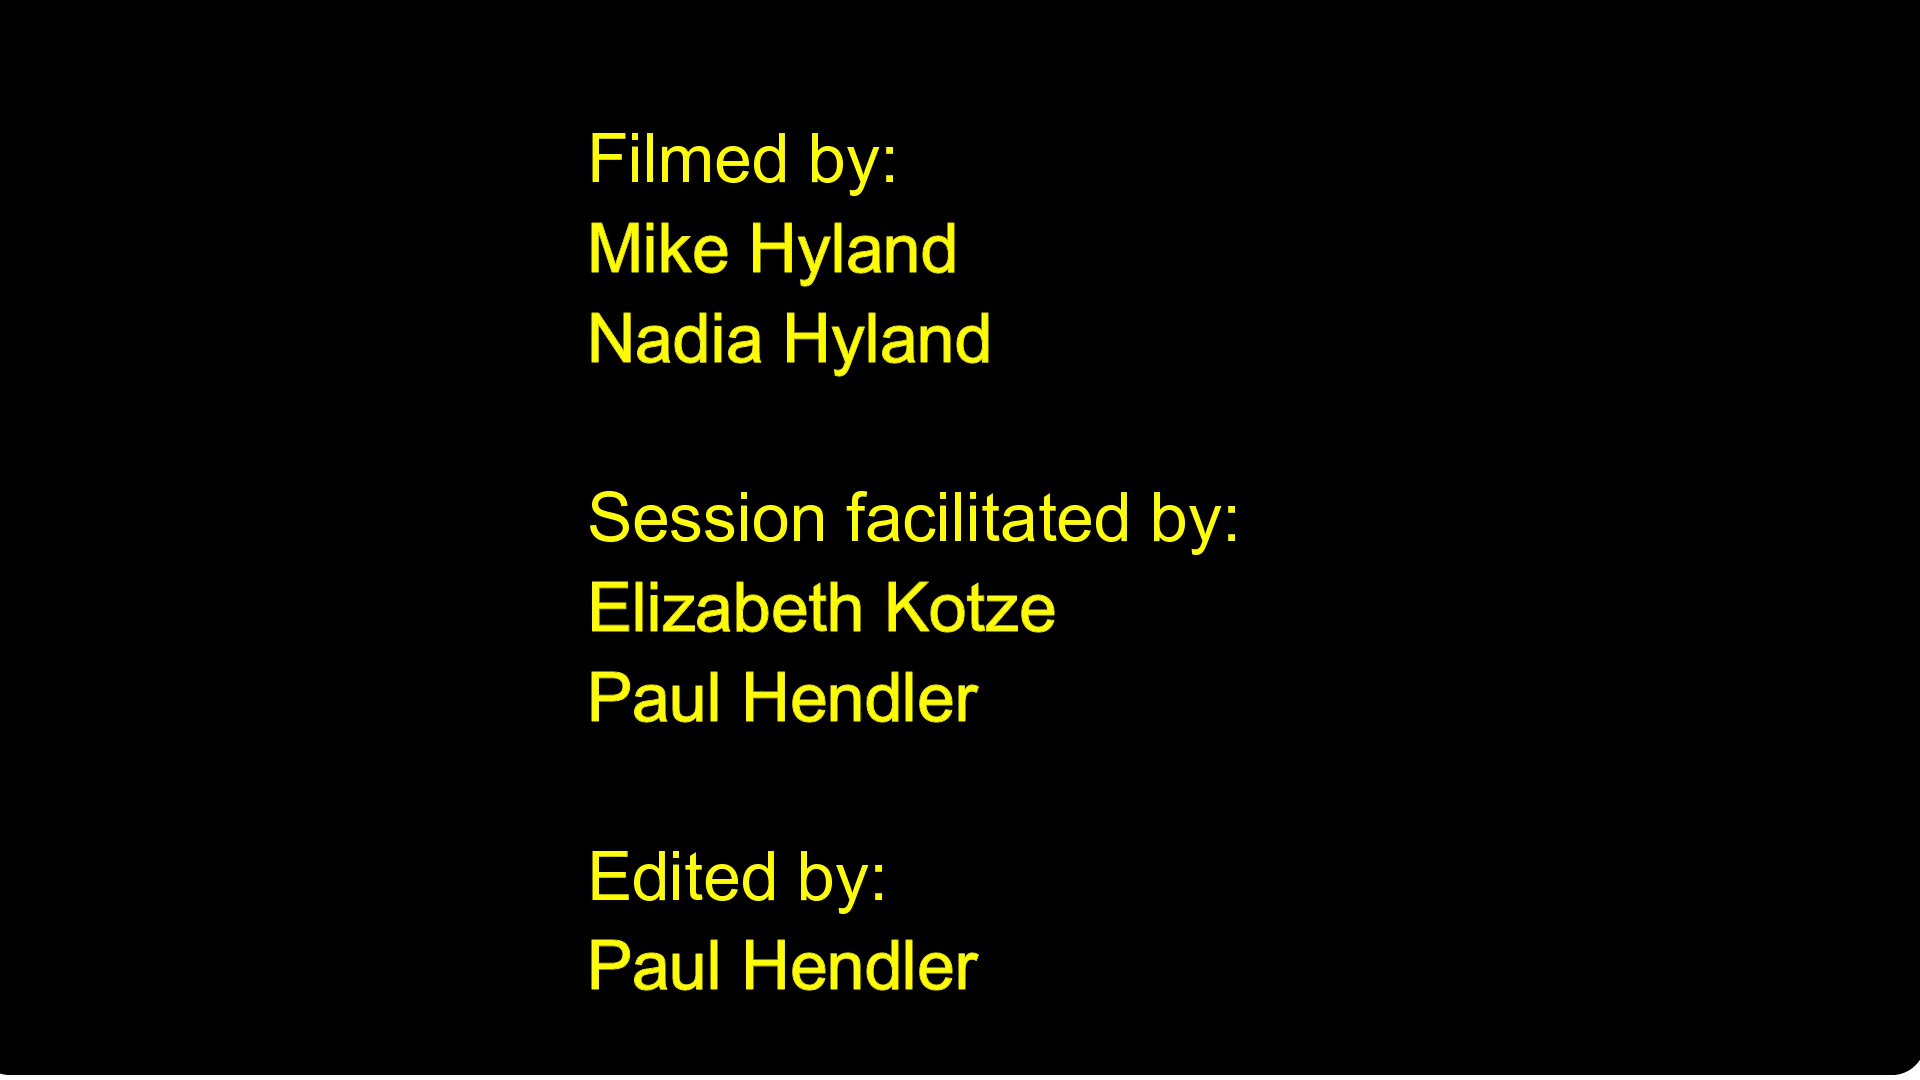 Filmed by:
Mike Hyland
Nadia Hyland
Session facilitated by:
Elizabeth Kotze
Paul Hendler
Edited by:
Paul Hendler